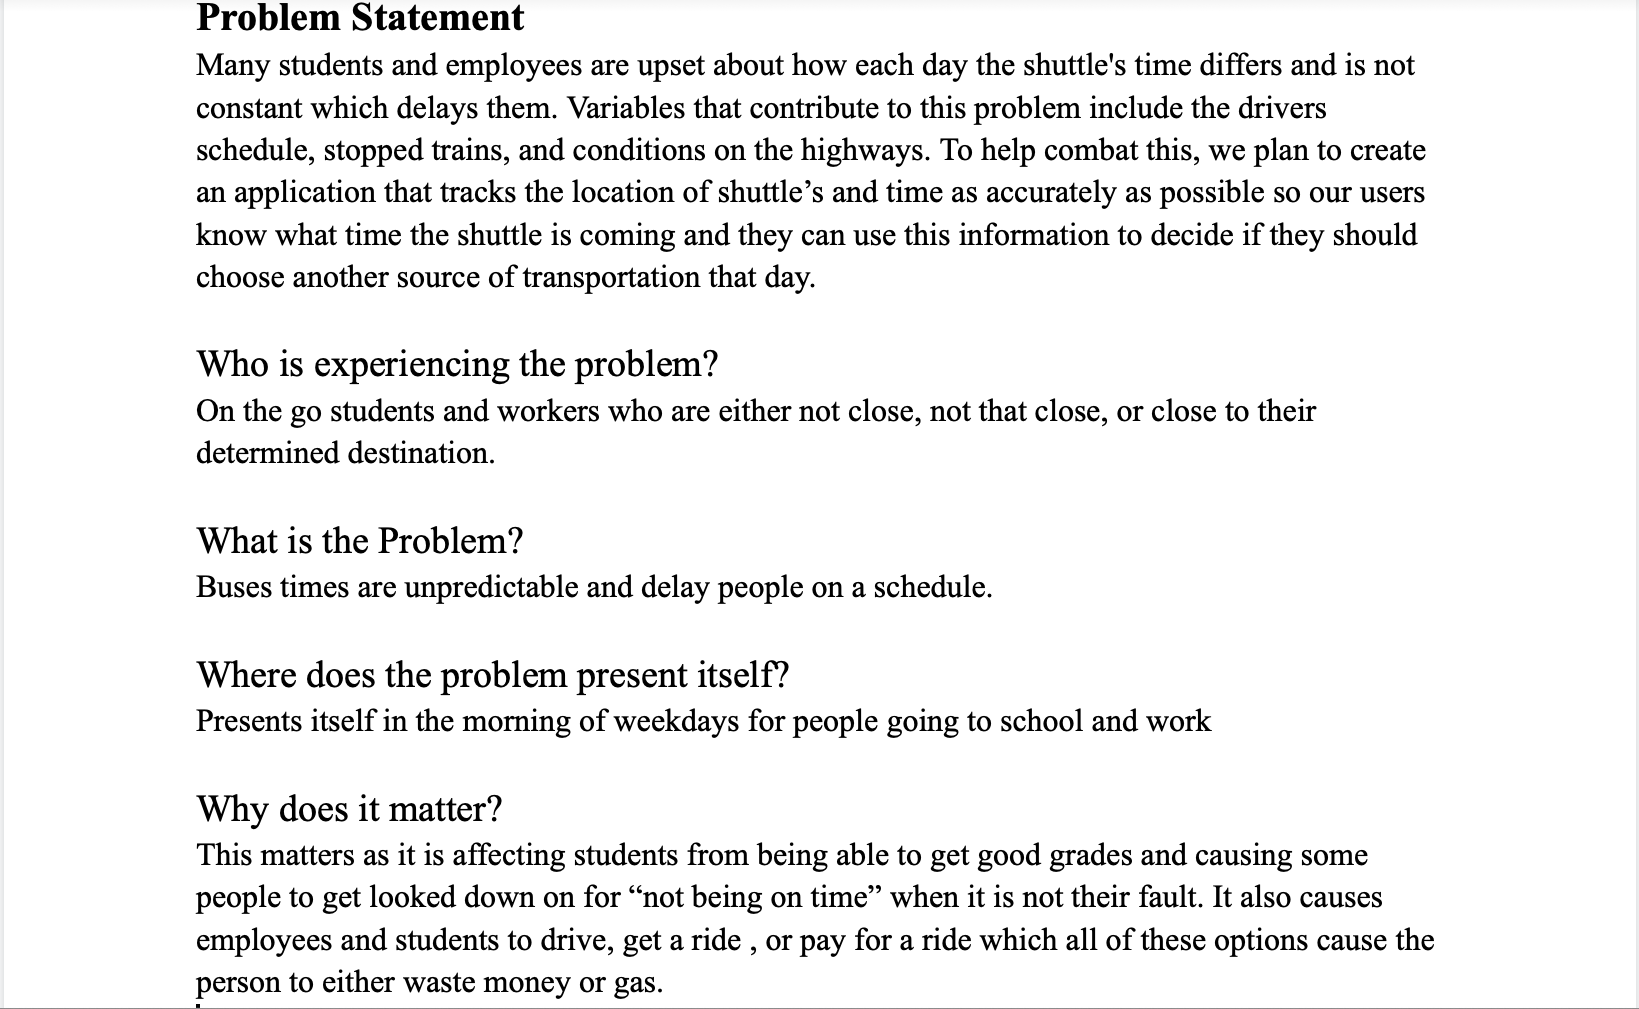 Problem Statement
Many students and employees are upset about how each day the shuttle's time differs and is not
constant which delays them. Variables that contribute to this problem include the drivers
schedule, stopped trains, and conditions on the highways. To help combat this, we plan to create
an application that tracks the location of shuttle’s and time as accurately as possible so our users
know what time the shuttle is coming and they can use this information to decide if they should
choose another source of transportation that day.
Who is experiencing the problem?
On the go students and workers who are either not close, not that close, or close to their
determined destination.
What is the Problem?
Buses times are unpredictable and delay people on a schedule.
Where does the problem present itself?
Presents itself in the morning of weekdays for people going to school and work
Why does it matter?
This matters as it is affecting students from being able to get good grades and causing some
people to get looked down on for “not being on time” when it is not their fault. It also causes
employees and students to drive, get a ride , or pay for a ride which all of these options cause the
person to either waste money or gas.